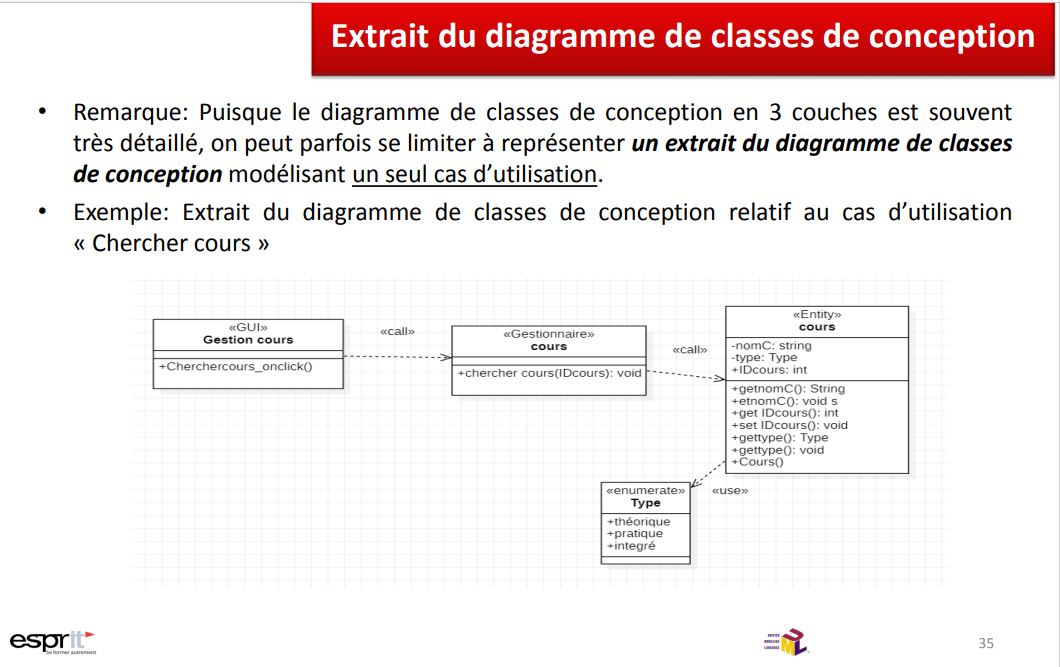 Extrait du diagramme de classes de conception
• Remarque: Puisque le diagramme de classes de conception en 3 couches est souvent
très détaillé, on peut parfois se limiter à représenter un extrait du diagramme de classes
de conception modélisant un seul cas d’utilisation.
• Exemple: Extrait du diagramme de classes de conception relatif au cas d’utilisation
« Chercher cours »
«GUI»
Gestion cours
+Cherchercours_onclick()
«call»
«Gestionnaire»
cours
+chercher cours(IDcours): void
«call»
«Entity»
cours
-nomC: string
-type: Type
+IDcours: int
+getnomC(): String
+etnomC(): void s
+get IDcours(): int
+set IDcours(): void
+gettype(): Type
+gettype(): void
+Cours()
«use»
«enumerate»
Type
+théorique
+pratique
+integré
esprit
Se former autrement
UNIFIED
MODELING
LANGUAGE
UML
35